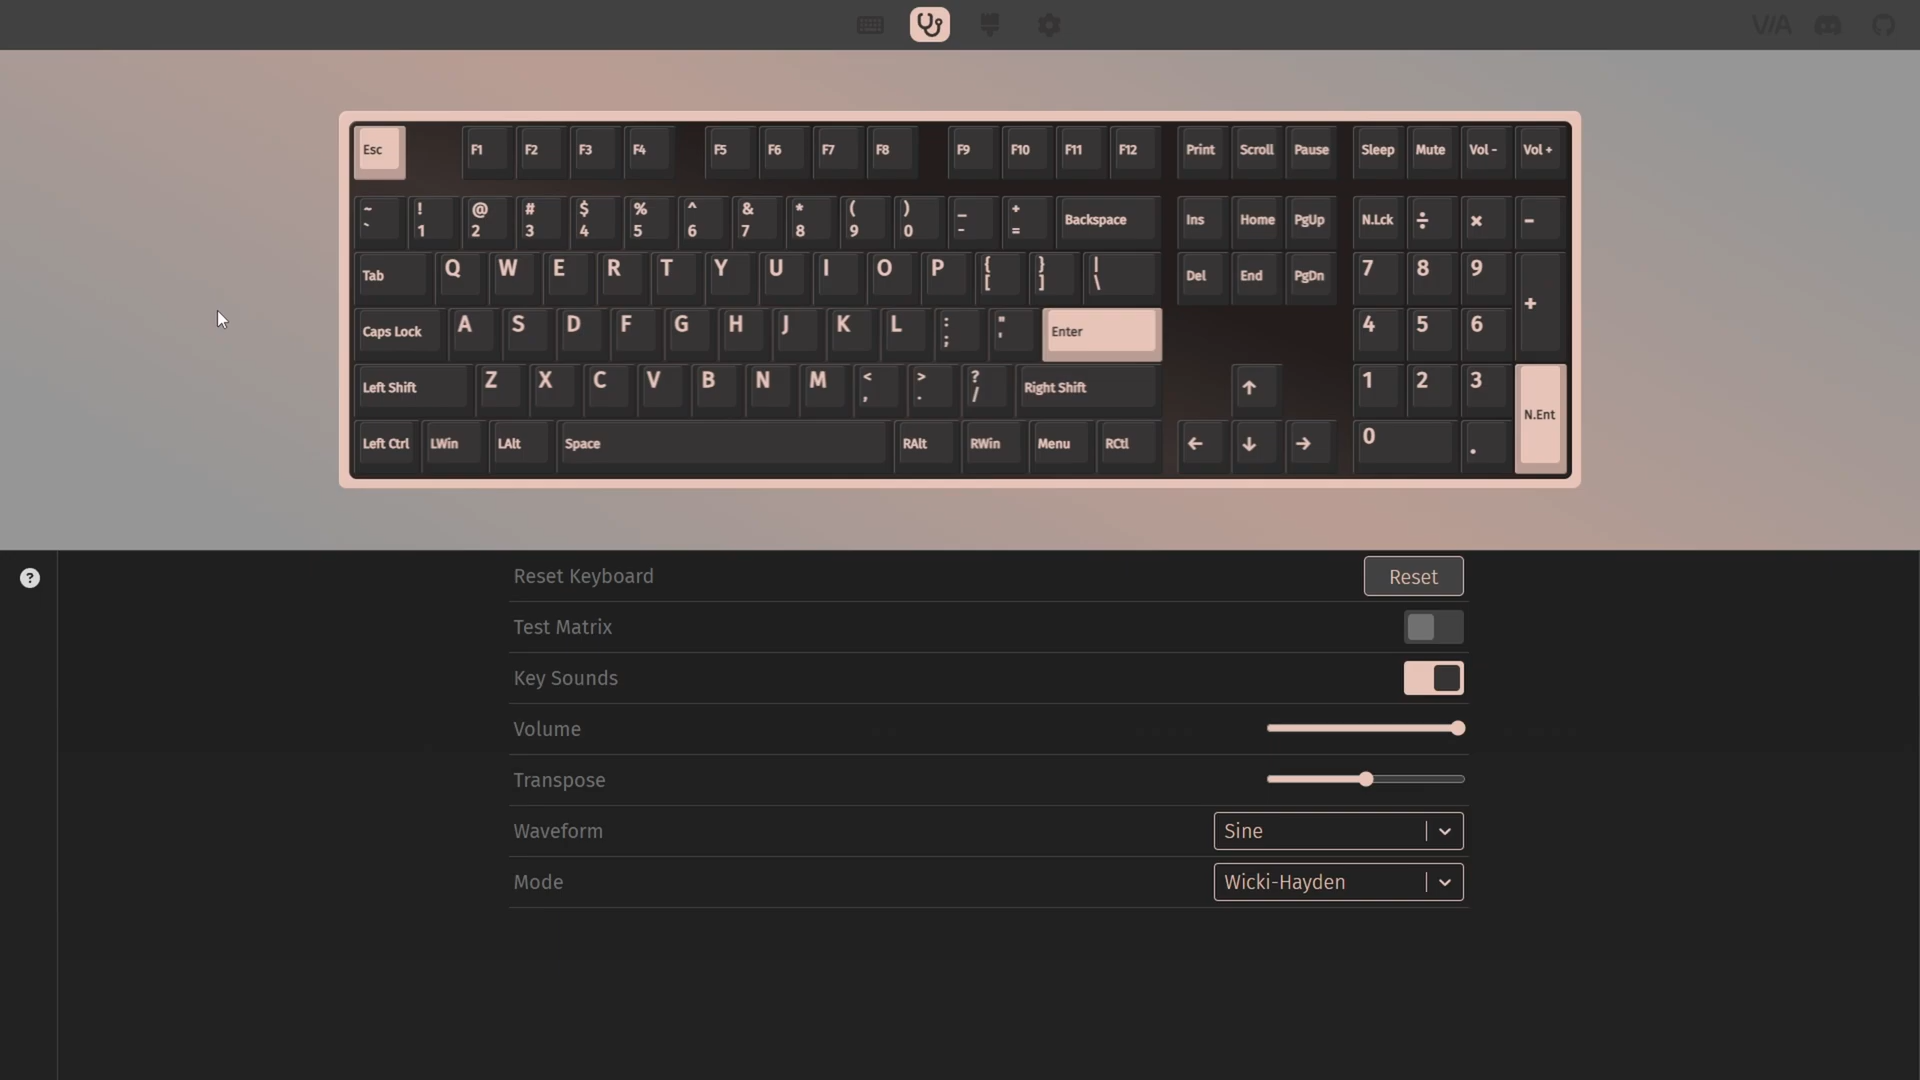 VIA
Esc F1 F2 F3 F4 F5 F6 F7 F8 F9 F10 F11 F12 Print Scroll Pause Sleep Mute Vol - Vol +
~ ! @ # $ % ^ & * ( ) _ +
` 1 2 3 4 5 6 7 8 9 0 - = Backspace Ins Home PgUp N.Lck ÷ × -
Tab Q W E R T Y U I O P { } | Del End PgDn 7 8 9 +
[ ] \
Caps Lock A S D F G H J K L : " Enter 4 5 6
; '
Left Shift Z X C V B N M < > ? Right Shift ↑ 1 2 3 N.Ent
, . /
Left Ctrl LWin LAlt Space RAlt RWin Menu RCtl ← ↓ → 0 .
?
Reset Keyboard Reset
Test Matrix
Key Sounds
Volume
Transpose
Waveform Sine
Mode Wicki-Hayden